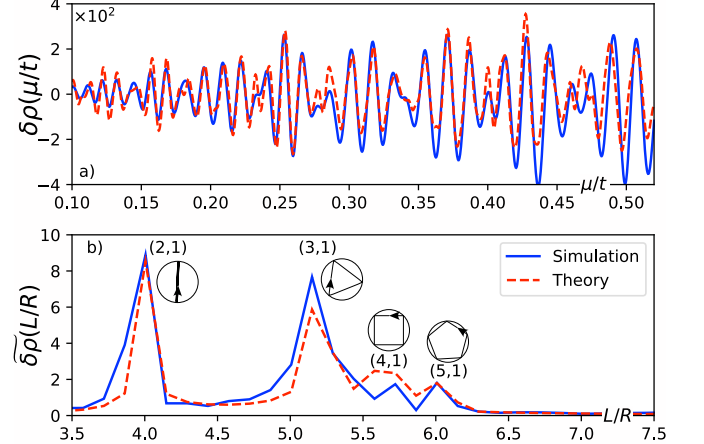 ×10²
δρ(μ/t)
4
2
0
−2
−4
a)
μ/t
0.10 0.15 0.20 0.25 0.30 0.35 0.40 0.45 0.50
δρ͂(L/R)
10
8
6
4
2
0
b) (2,1) (3,1)
Simulation
Theory
(4,1)
(5,1)
L/R
3.5 4.0 4.5 5.0 5.5 6.0 6.5 7.0 7.5